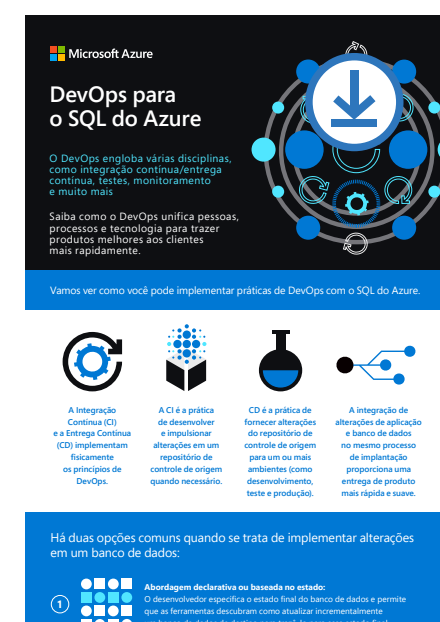 Microsoft Azure
DevOps para
o SQL do Azure
O DevOps engloba várias disciplinas,
como integração contínua/entrega
contínua, testes, monitoramento
e muito mais
Saiba como o DevOps unifica pessoas,
processos e tecnologia para trazer
produtos melhores aos clientes
mais rapidamente.
Vamos ver como você pode implementar práticas de DevOps com o SQL do Azure.
A Integração
Contínua (CI)
e a Entrega Contínua
(CD) implementam
fisicamente
os princípios de
DevOps.
A CI é a prática
de desenvolver
e impulsionar
alterações em um
repositório de
controle de origem
quando necessário.
CD é a prática de
fornecer alterações
do repositório de
controle de origem
para um ou mais
ambientes (como
desenvolvimento,
teste e produção).
A integração de
alterações de aplicação
e banco de dados
no mesmo processo
de implantação
proporciona uma
entrega de produto
mais rápida e suave.
Há duas opções comuns quando se trata de implementar alterações
em um banco de dados:
1
Abordagem declarativa ou baseada no estado:
O desenvolvedor especifica o estado final do banco de dados e permite
que as ferramentas descubram como atualizar incrementalmente